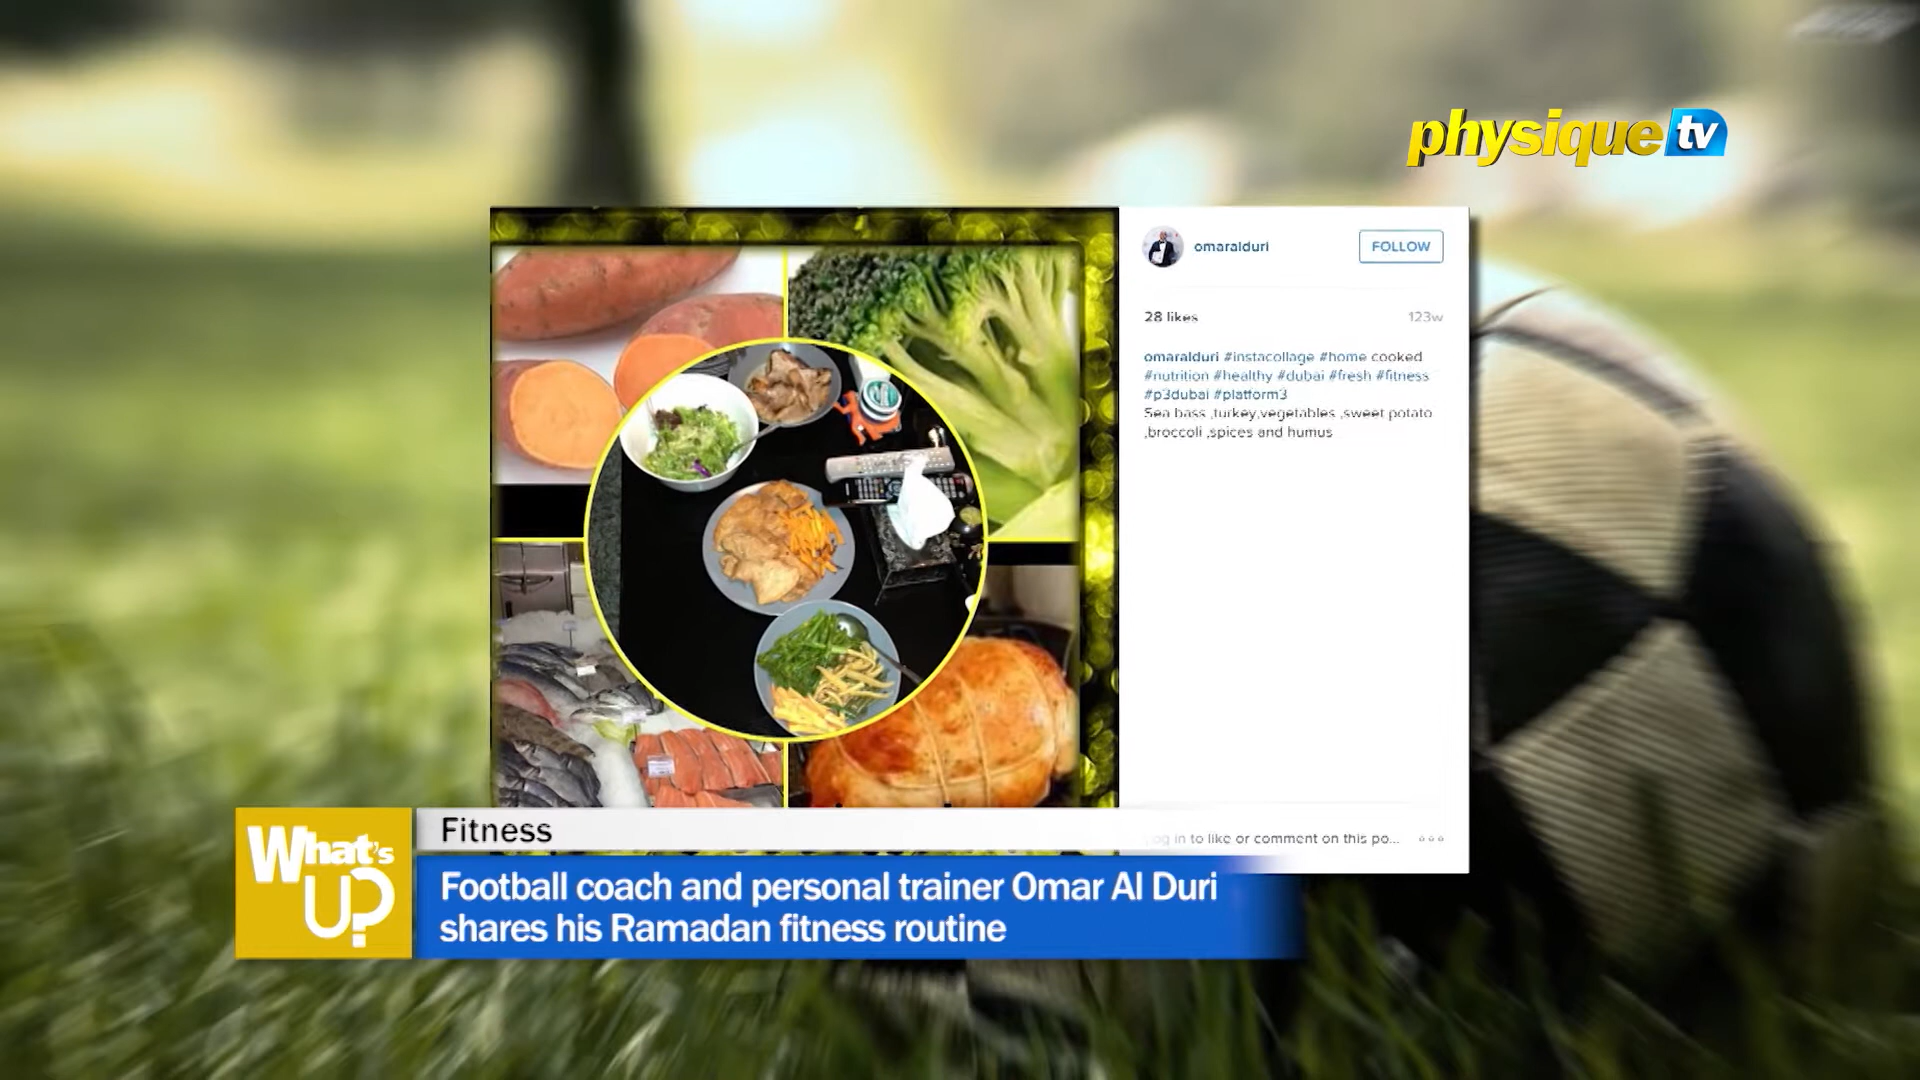 physique tv
omaralduri
FOLLOW
28 likes
123w
omaralduri #instacollage #home cooked
#nutrition #healthy #dubai #fresh #fitness
#p3dubai #platform3
Sea bass ,turkey,vegetables ,sweet potato
,broccoli ,spices and humus
in to like or comment on this po...
What's UP?
Fitness
Football coach and personal trainer Omar Al Duri
shares his Ramadan fitness routine